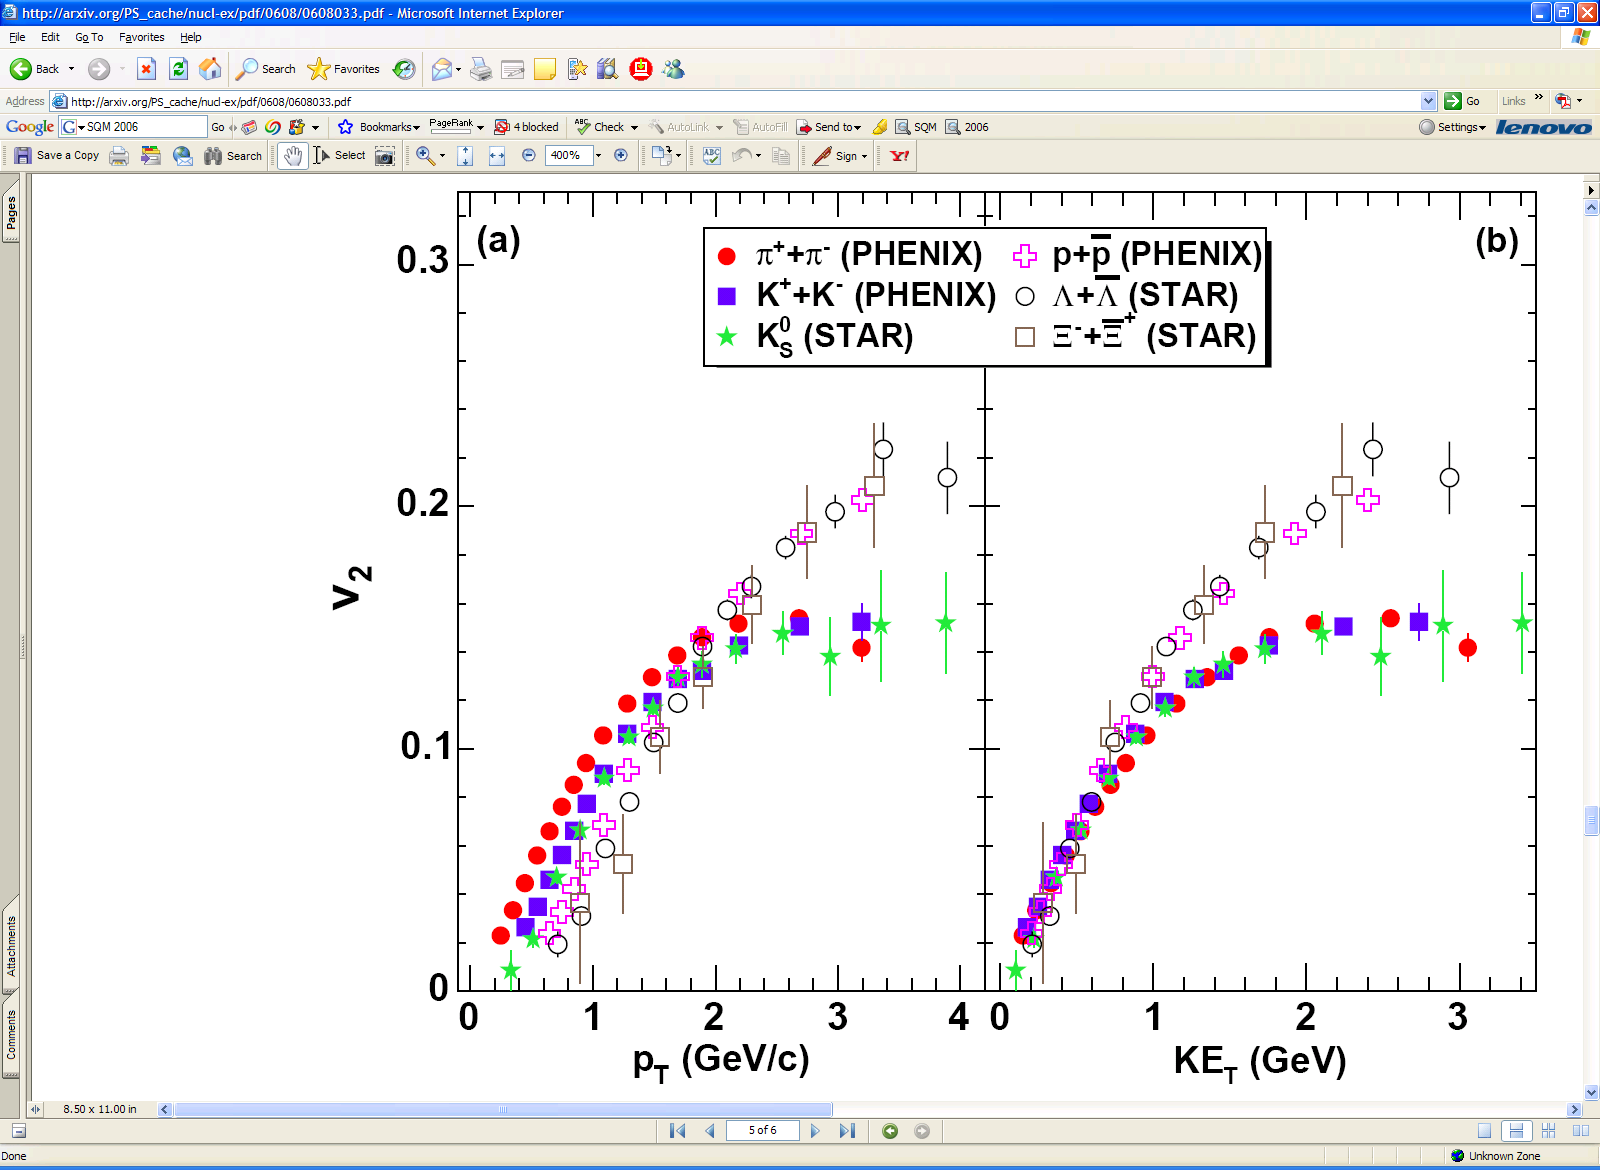 http://arxiv.org/PS_cache/nucl-ex/pdf/0608/0608033.pdf - Microsoft Internet Explorer
File Edit Go To Favorites Help
Back Search Favorites
Address http://arxiv.org/PS_cache/nucl-ex/pdf/0608/0608033.pdf Go Links »
Google G SQM 2006 Go Bookmarks PageRank 4 blocked ABC Check AutoLink AutoFill Send to SQM 2006 Settings lenovo
Save a Copy Search Select 400% ABC Sign Y!
Pages
Attachments
Comments
(a)
(b)
π⁺+π⁻ (PHENIX)
p+p̅ (PHENIX)
K⁺+K⁻ (PHENIX)
Λ+Λ̅ (STAR)
K⁰_S (STAR)
Ξ⁻+Ξ̅⁺ (STAR)
0.3
0.2
0.1
0
v₂
0 1 2 3 4
0 1 2 3
p_T (GeV/c)
KE_T (GeV)
8.50 x 11.00 in
5 of 6
Done
Unknown Zone